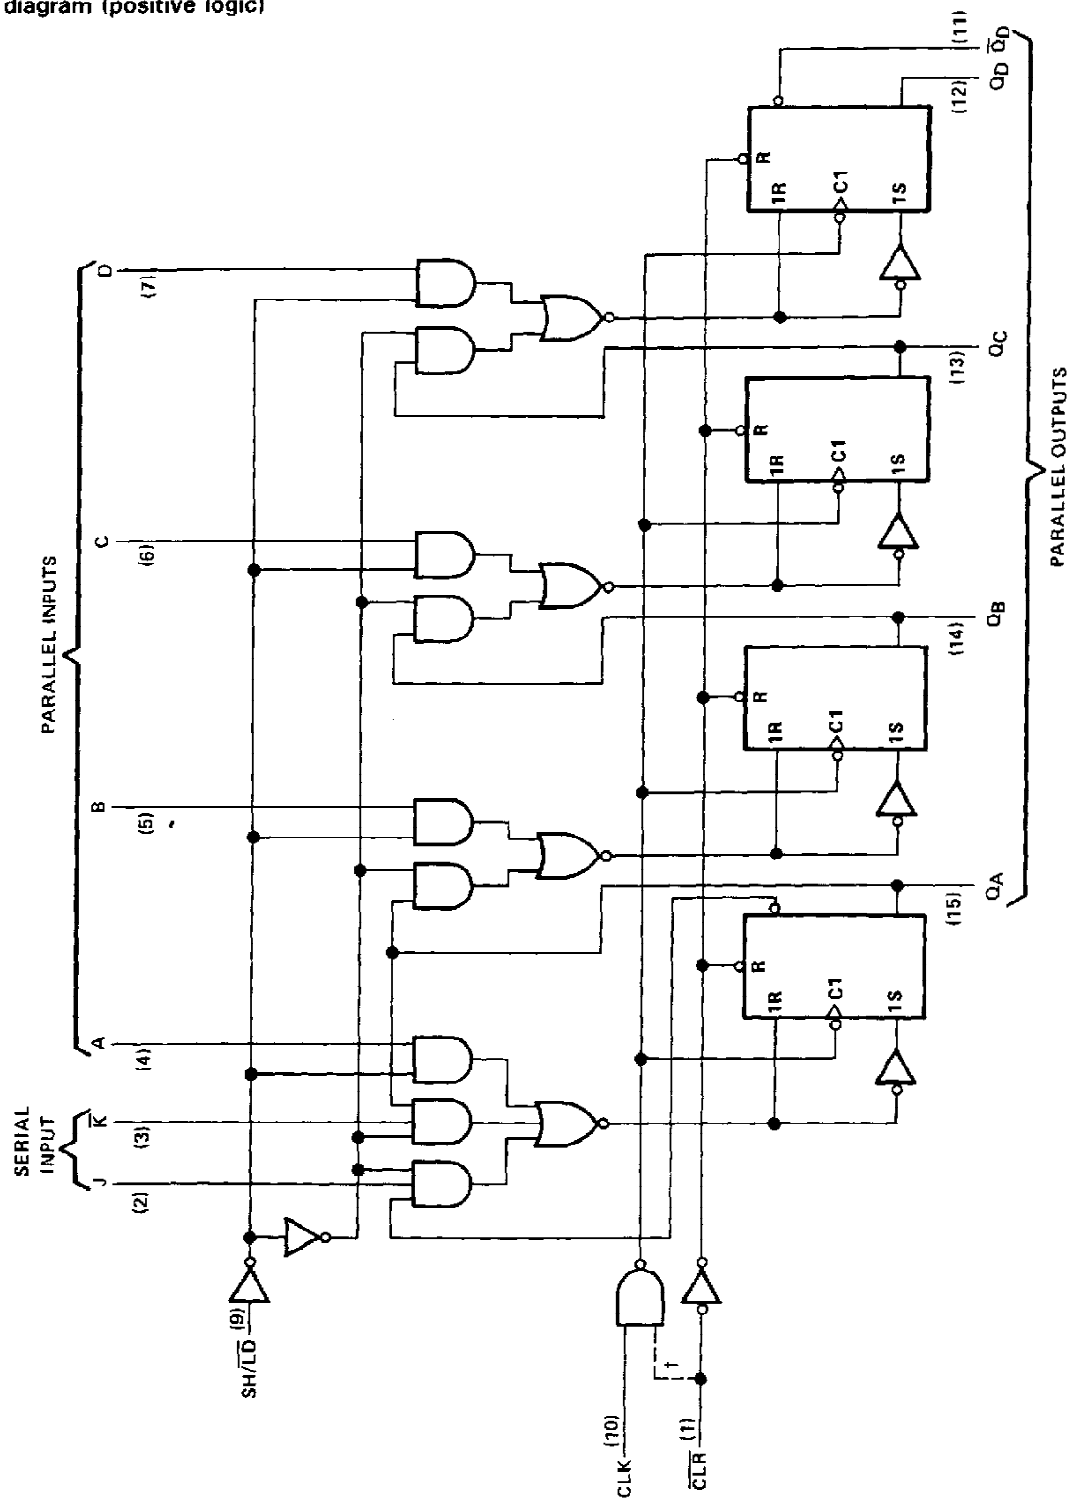 diagram (positive logic)
SERIAL
INPUT
PARALLEL INPUTS
J
K̅
A
B
C
D
(2)
(3)
(4)
(5)
(6)
(7)
SH/L̅D̅ (9)
CLK (10)
C̅L̅R̅ (1)
†
1R
C1
1S
R
1R
C1
1S
R
1R
C1
1S
R
1R
C1
1S
R
(15)
QA
(14)
QB
(13)
QC
(12)
QD
(11)
Q̅D
PARALLEL OUTPUTS